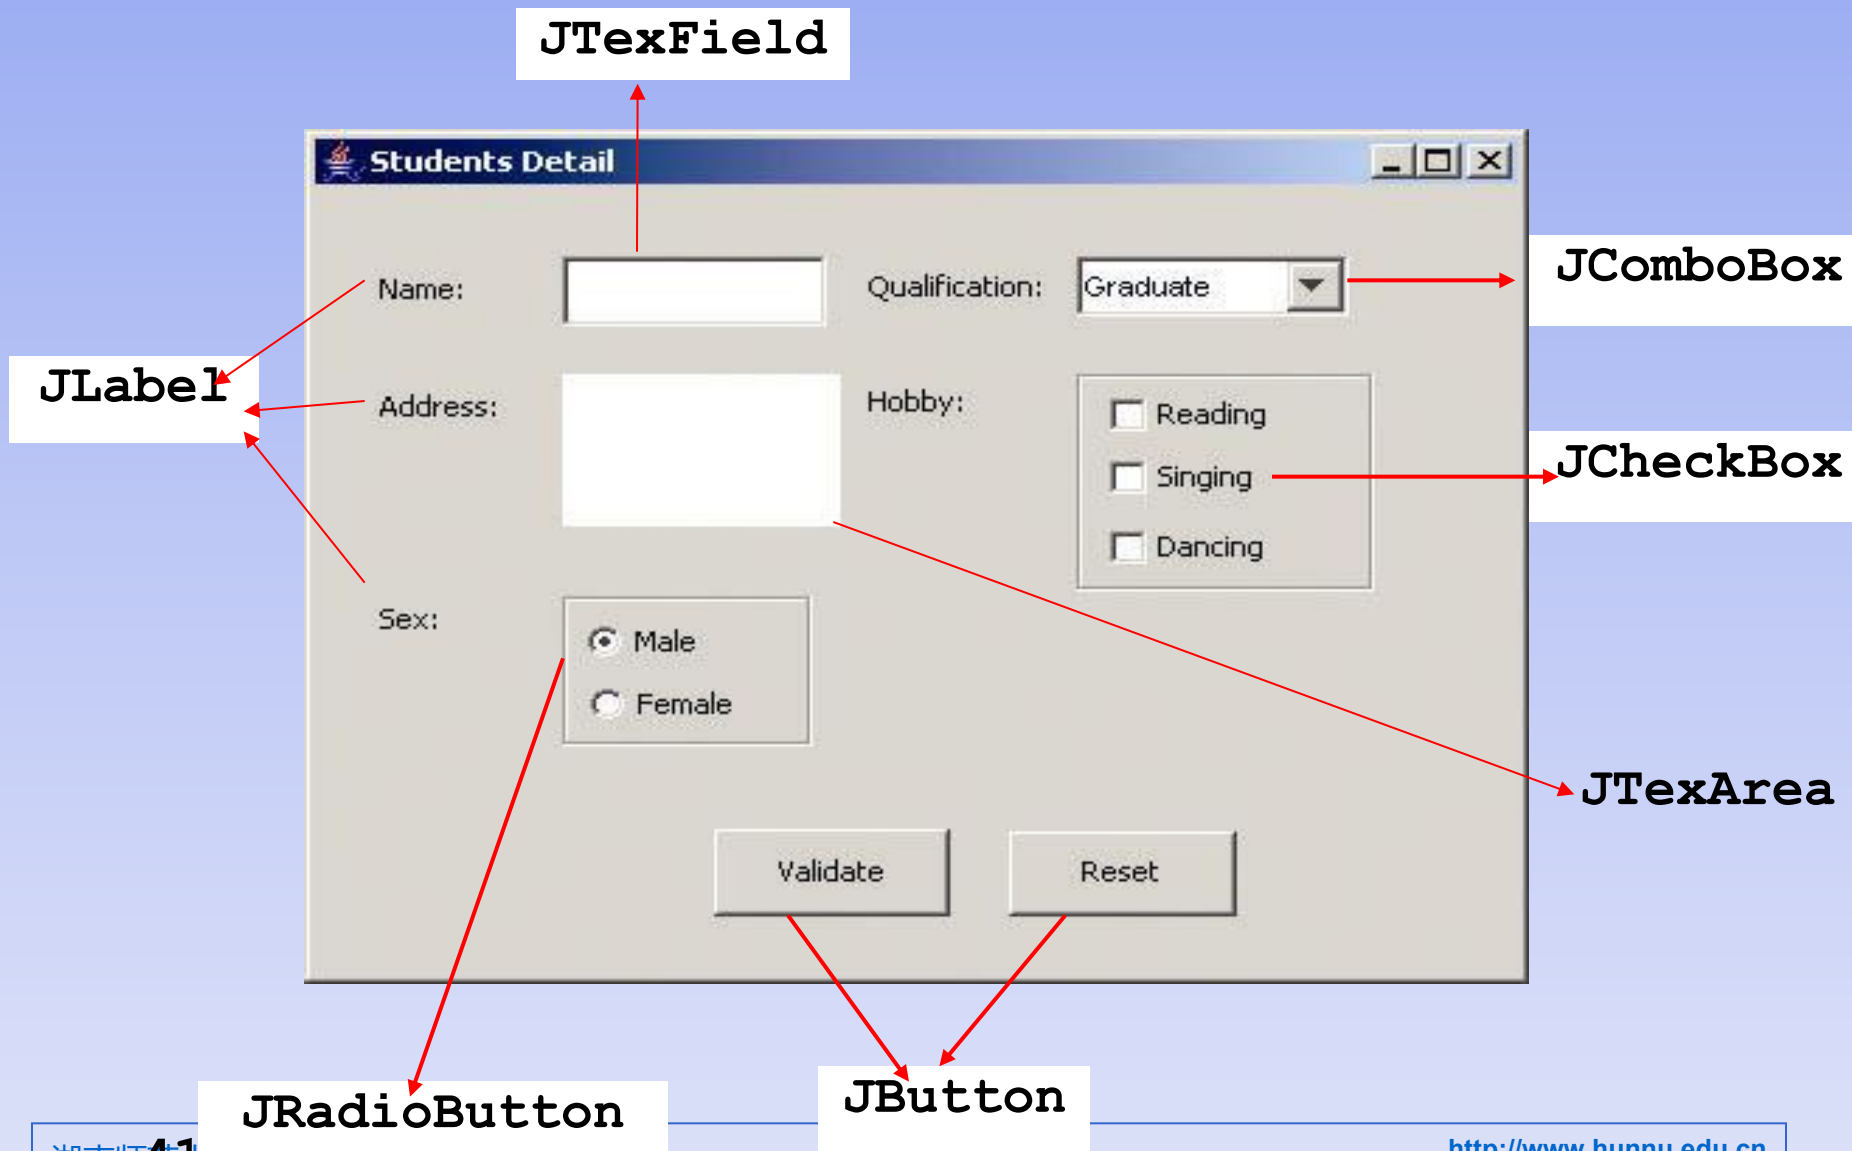 JTexField
Students Detail
Name:
Qualification:
Graduate
JComboBox
JLabel
Address:
Hobby:
Reading
JCheckBox
Singing
Dancing
Sex:
Male
Female
JTexArea
Validate
Reset
JRadioButton
JButton
41
http://www.hunnu.edu.cn